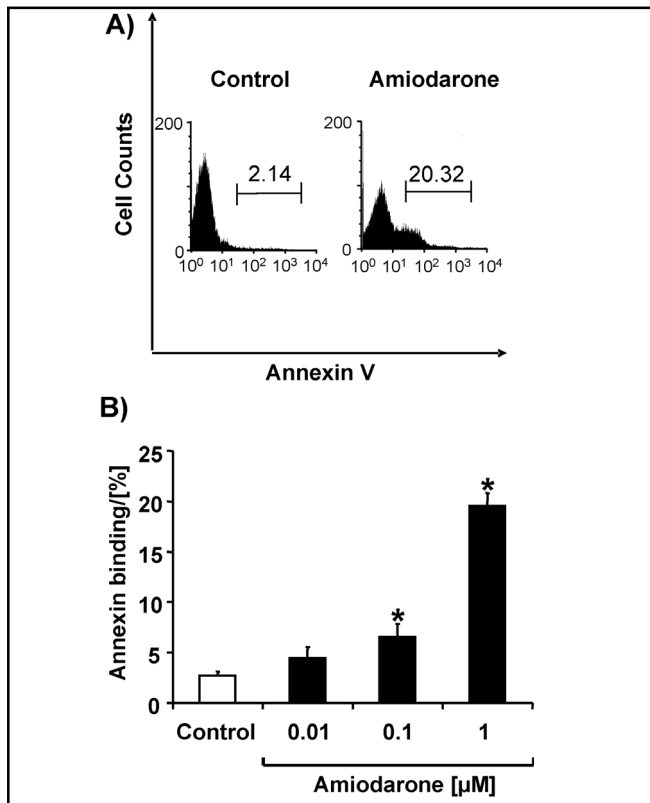 A)
Control Amiodarone
200 200
2.14 20.32
Cell Counts
100 100
0 0
10⁰ 10¹ 10² 10³ 10⁴ 10⁰ 10¹ 10² 10³ 10⁴
Annexin V
B)
Annexin binding/[%]
25
20
15
10
5
0
*
*
Control 0.01 0.1 1
Amiodarone [µM]